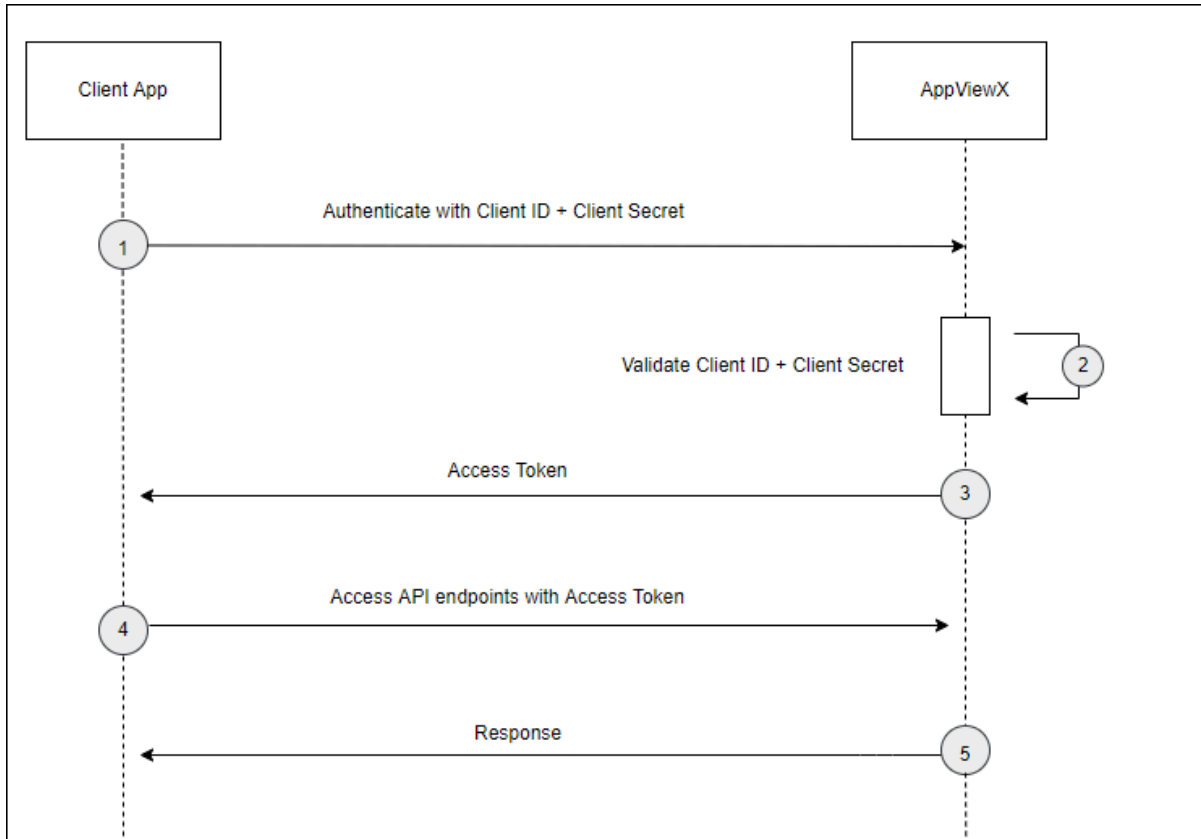 Client App
AppViewX
Authenticate with Client ID + Client Secret
1
Validate Client ID + Client Secret
2
Access Token
3
Access API endpoints with Access Token
4
Response
5